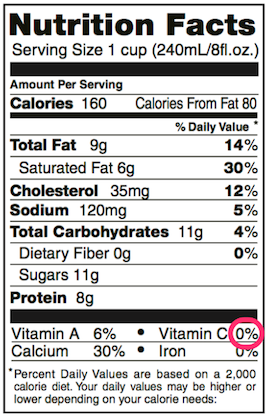 Nutrition Facts
Serving Size 1 cup (240mL/8fl.oz.)
Amount Per Serving
Calories 160 Calories From Fat 80
% Daily Value *
Total Fat 9g 14%
Saturated Fat 6g 30%
Cholesterol 35mg 12%
Sodium 120mg 5%
Total Carbohydrates 11g 4%
Dietary Fiber 0g 0%
Sugars 11g
Protein 8g
Vitamin A 6% • Vitamin C 0%
Calcium 30% • Iron 0%
*Percent Daily Values are based on a 2,000
calorie diet. Your daily values may be higher or
lower depending on your calorie needs: